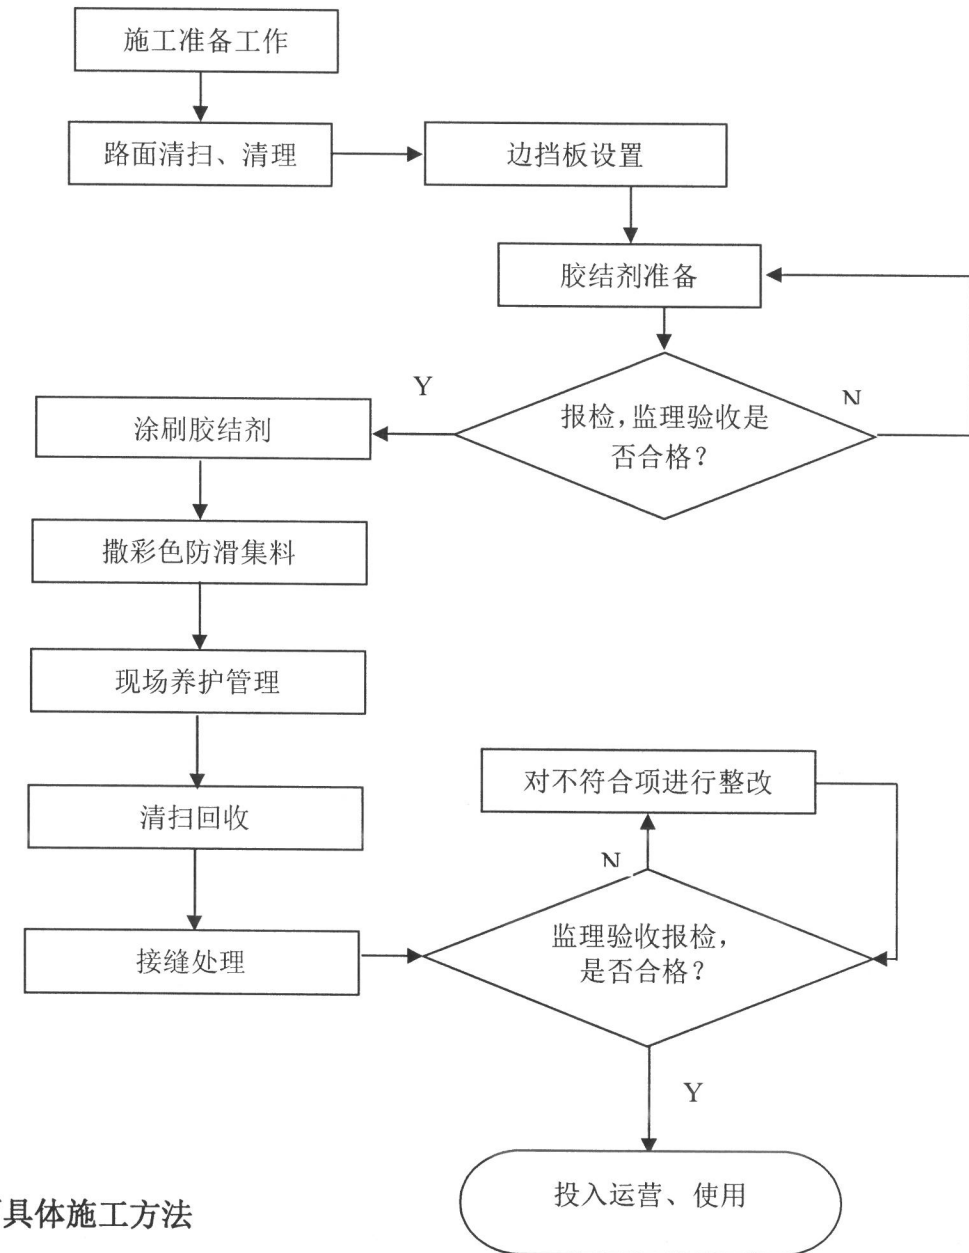 施工准备工作
路面清扫、清理
边挡板设置
胶结剂准备
Y
N
报检,监理验收是
否合格?
涂刷胶结剂
撒彩色防滑集料
现场养护管理
对不符合项进行整改
清扫回收
N
监理验收报检,
是否合格?
接缝处理
Y
投入运营、使用
具体施工方法